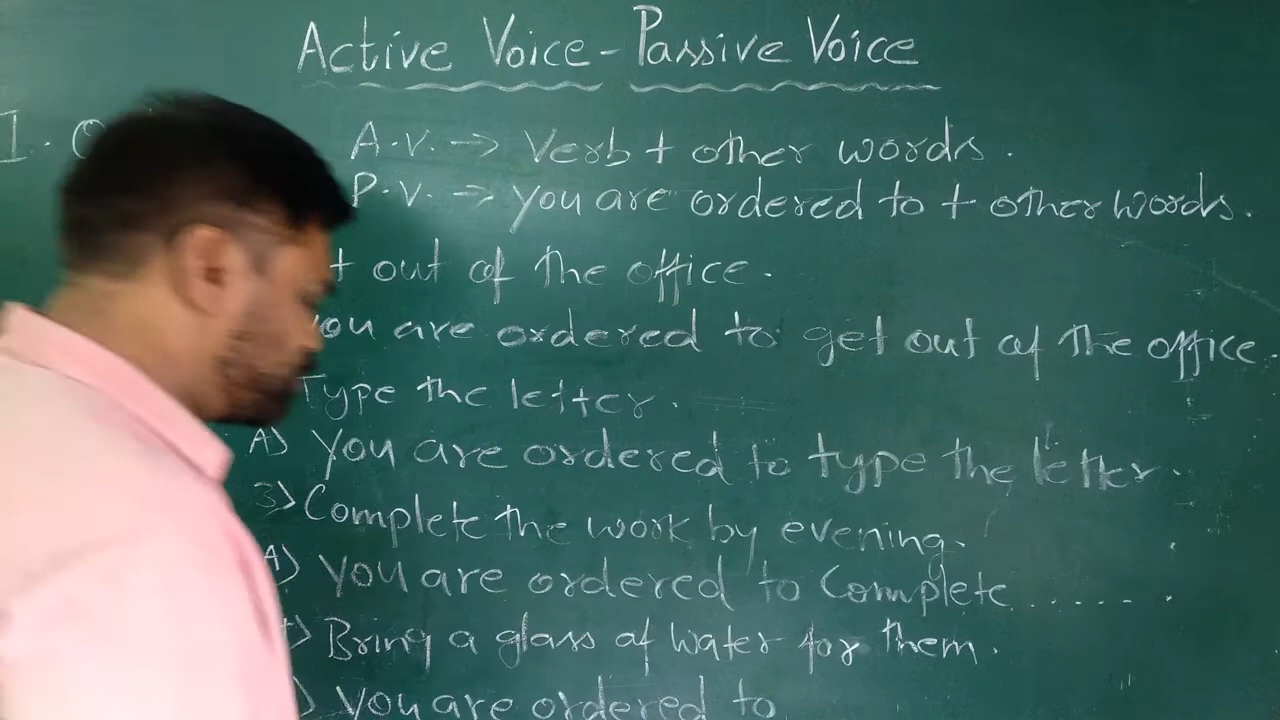 Active Voice - Passive Voice
1. O
A.V. → Verb + other words.
P.V. → you are ordered to + other words.
t out of the office.
you are ordered to get out of the office.
Type the letter.
A) you are ordered to type the letter.
3) Complete the work by evening.
A) you are ordered to Complete........
Bring a glass of water for them.
you are ordered to